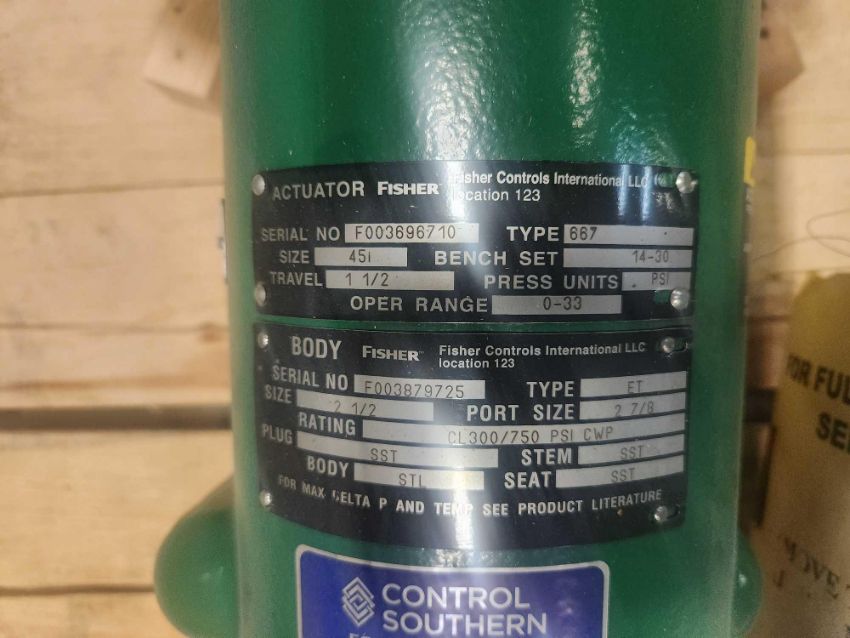 ACTUATOR FISHER™ Fisher Controls International LLC
location 123
SERIAL NO F003696710 TYPE 667
SIZE 45i BENCH SET 14-30
TRAVEL 1 1/2 PRESS UNITS PSI
OPER RANGE 0-33
BODY FISHER™ Fisher Controls International LLC
location 123
SERIAL NO F003879725 TYPE ET
SIZE 2 1/2 PORT SIZE 2 7/8
RATING CL300/750 PSI CWP
PLUG SST STEM SST
BODY STL SEAT SST
FOR MAX DELTA P AND TEMP SEE PRODUCT LITERATURE
CONTROL
SOUTHERN